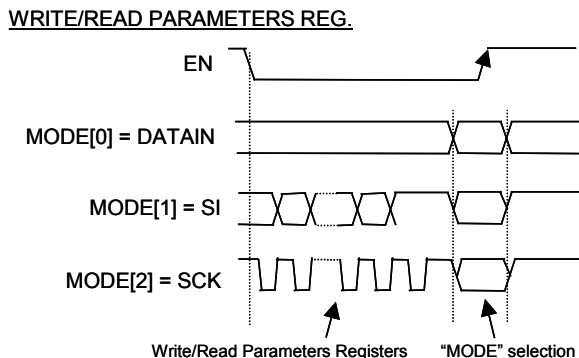 WRITE/READ PARAMETERS REG.
EN
MODE[0] = DATAIN
MODE[1] = SI
MODE[2] = SCK
Write/Read Parameters Registers
“MODE” selection